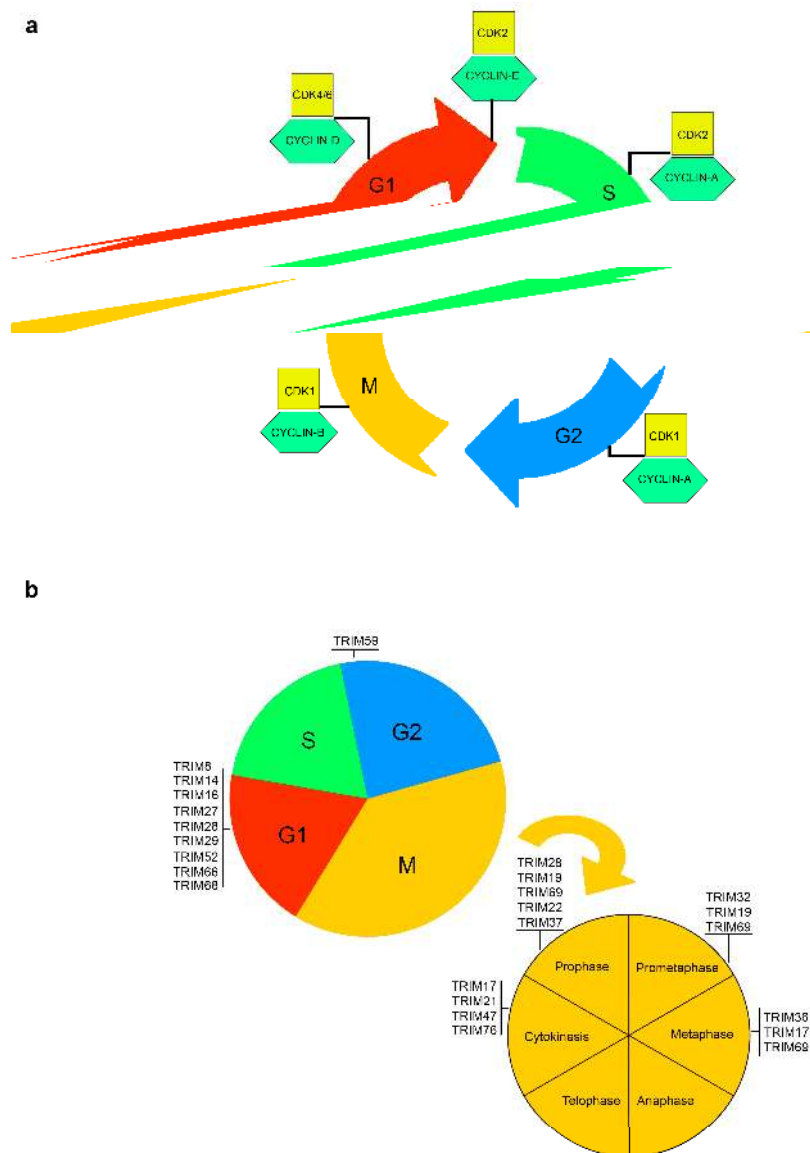 a
CDK2
CYCLIN-E
CDK4/6
CYCLIN-D
CDK2
CYCLIN-A
G1
S
CDK1
CYCLIN-B
M
G2
CDK1
CYCLIN-A
b
TRIM59
S
G2
TRIM8
TRIM14
TRIM16
TRIM27
TRIM28
TRIM29
TRIM52
TRIM66
TRIM68
G1
M
TRIM28
TRIM19
TRIM69
TRIM22
TRIM37
TRIM32
TRIM19
TRIM69
Prophase
Prometaphase
TRIM17
TRIM21
TRIM47
TRIM76
Cytokinesis
Metaphase
TRIM36
TRIM17
TRIM69
Telophase
Anaphase